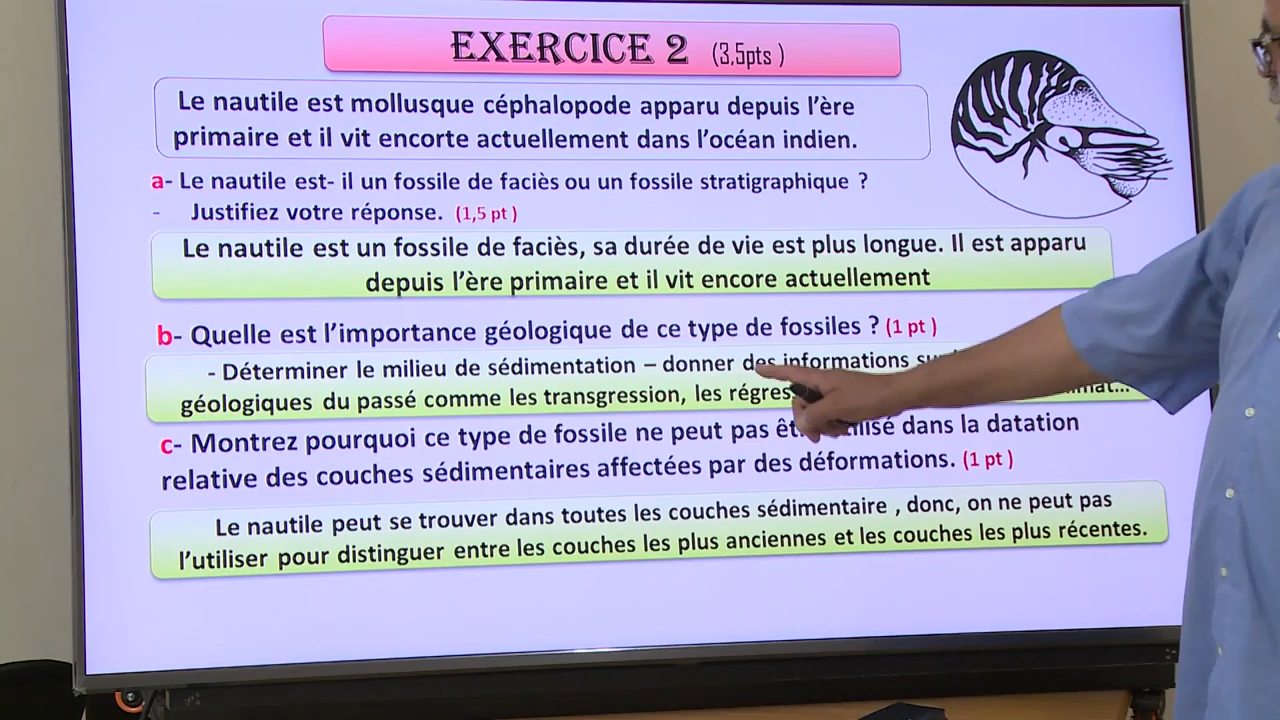 EXERCICE 2 (3,5pts )
Le nautile est mollusque céphalopode apparu depuis l'ère
primaire et il vit encorte actuellement dans l'océan indien.
a- Le nautile est- il un fossile de faciès ou un fossile stratigraphique ?
- Justifiez votre réponse. (1,5 pt )
Le nautile est un fossile de faciès, sa durée de vie est plus longue. Il est apparu
depuis l'ère primaire et il vit encore actuellement
b- Quelle est l'importance géologique de ce type de fossiles ? (1 pt )
- Déterminer le milieu de sédimentation – donner des informations
géologiques du passé comme les transgression, les
c- Montrez pourquoi ce type de fossile ne peut pas dans la datation
relative des couches sédimentaires affectées par des déformations. (1 pt )
Le nautile peut se trouver dans toutes les couches sédimentaire , donc, on ne peut pas
l'utiliser pour distinguer entre les couches les plus anciennes et les couches les plus récentes.